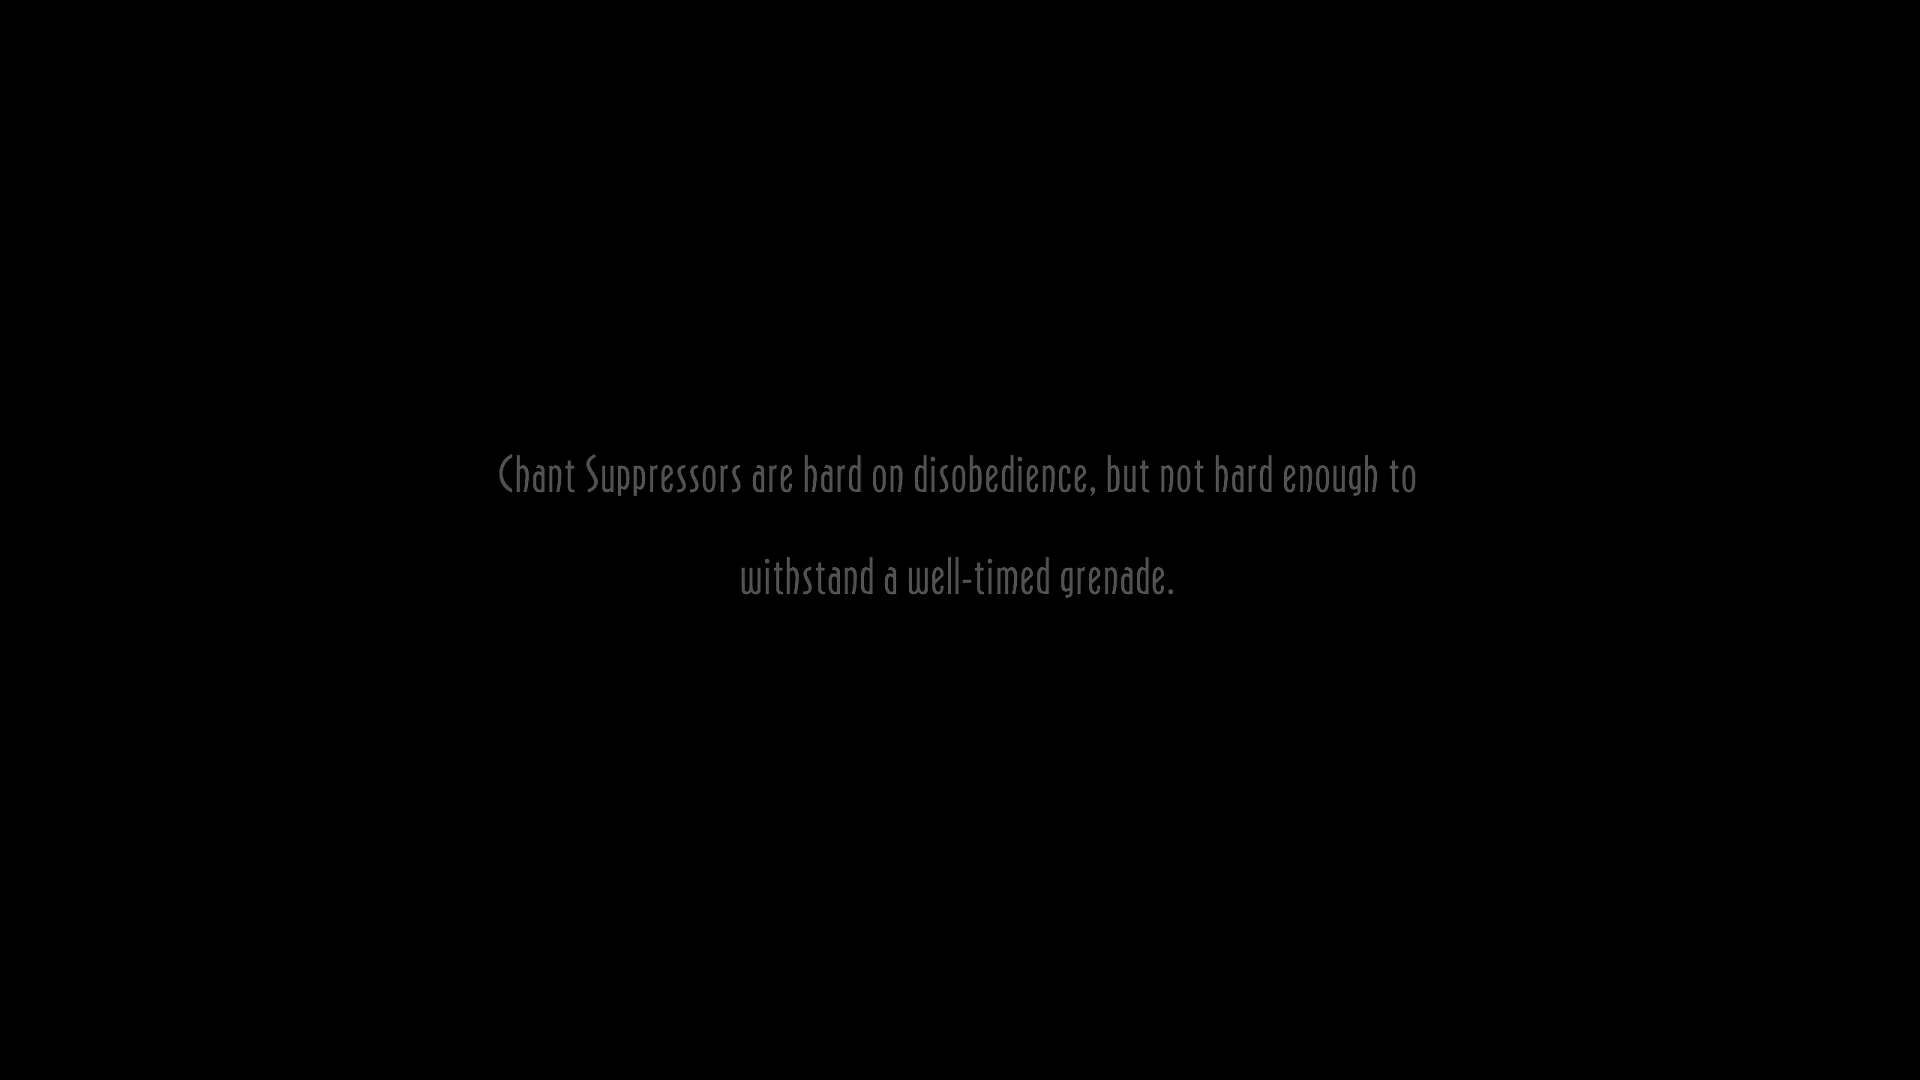 Chant Suppressors are hard on disobedience, but not hard enough to
withstand a well-timed grenade.